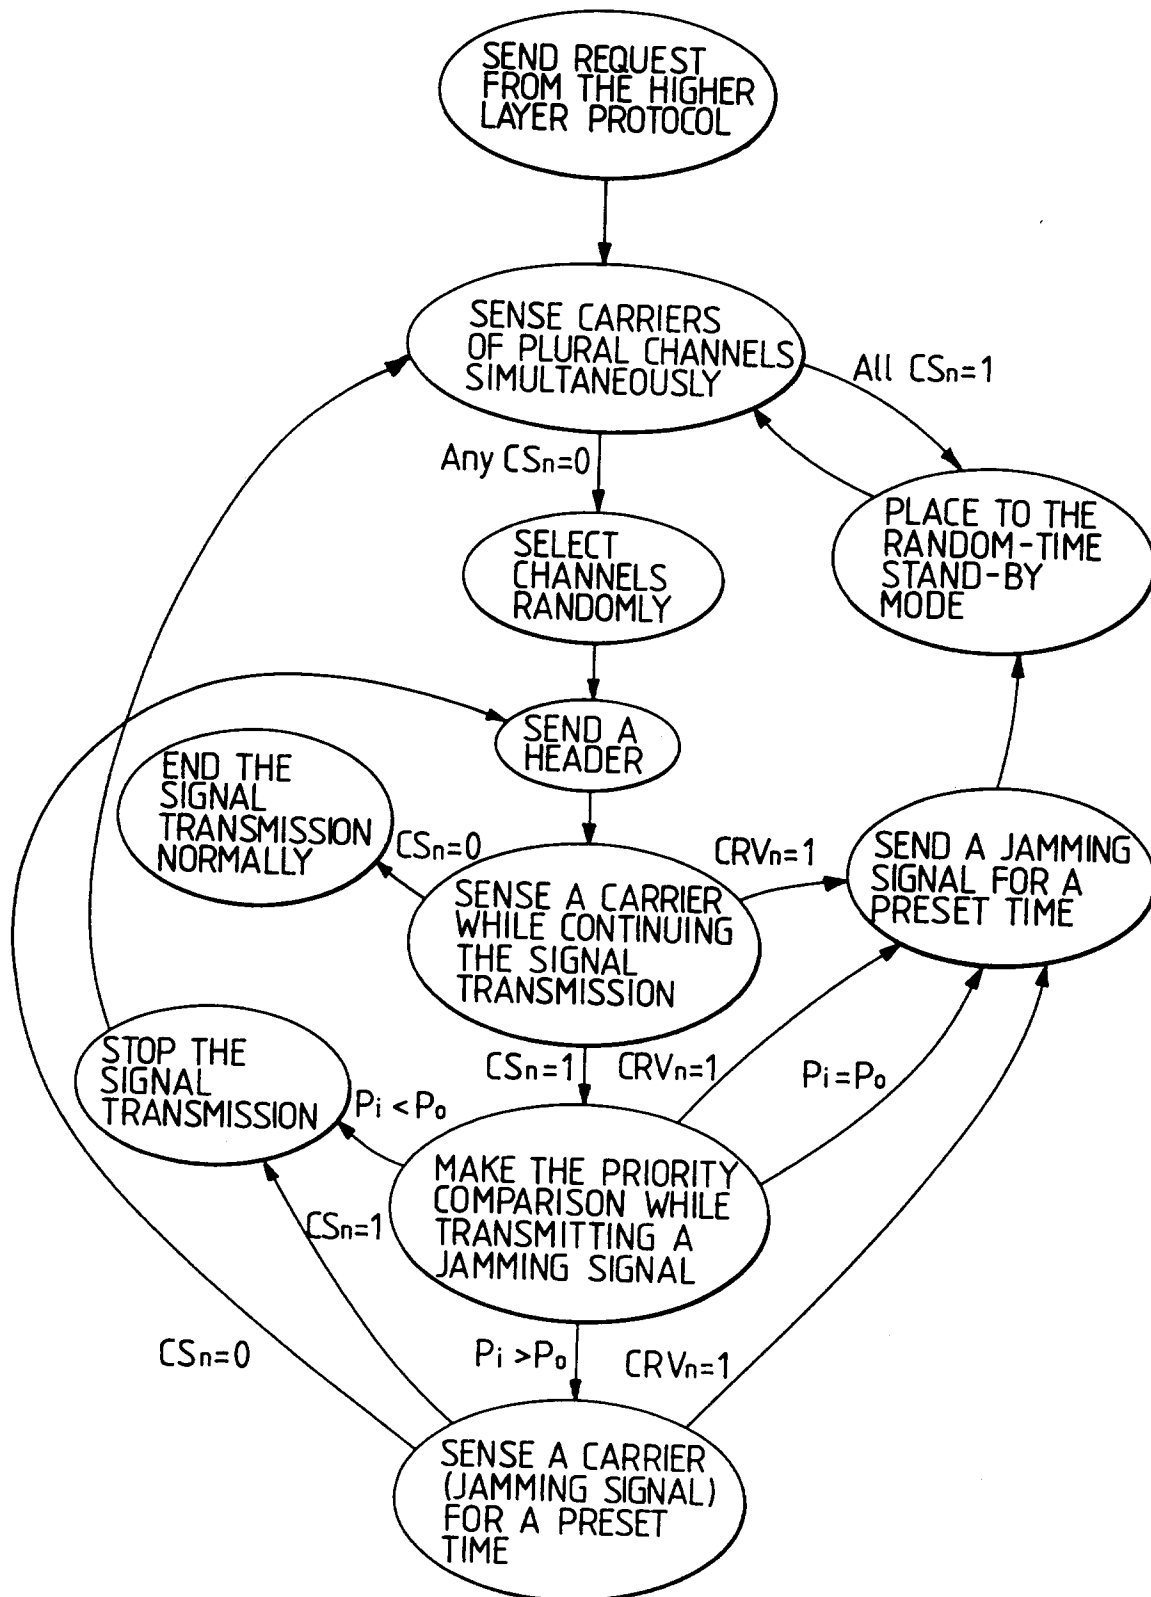 SEND REQUEST
FROM THE HIGHER
LAYER PROTOCOL
SENSE CARRIERS
OF PLURAL CHANNELS
SIMULTANEOUSLY
All CSn=1
Any CSn=0
PLACE TO THE
RANDOM-TIME
STAND-BY
MODE
SELECT
CHANNELS
RANDOMLY
SEND A
HEADER
END THE
SIGNAL
TRANSMISSION
NORMALLY
CSn=0
CRVn=1
SEND A JAMMING
SIGNAL FOR A
PRESET TIME
SENSE A CARRIER
WHILE CONTINUING
THE SIGNAL
TRANSMISSION
STOP THE
SIGNAL
TRANSMISSION
CSn=1
CRVn=1
Pi=Po
Pi<Po
MAKE THE PRIORITY
COMPARISON WHILE
TRANSMITTING A
JAMMING SIGNAL
CSn=1
CSn=0
Pi>Po
CRVn=1
SENSE A CARRIER
(JAMMING SIGNAL)
FOR A PRESET
TIME